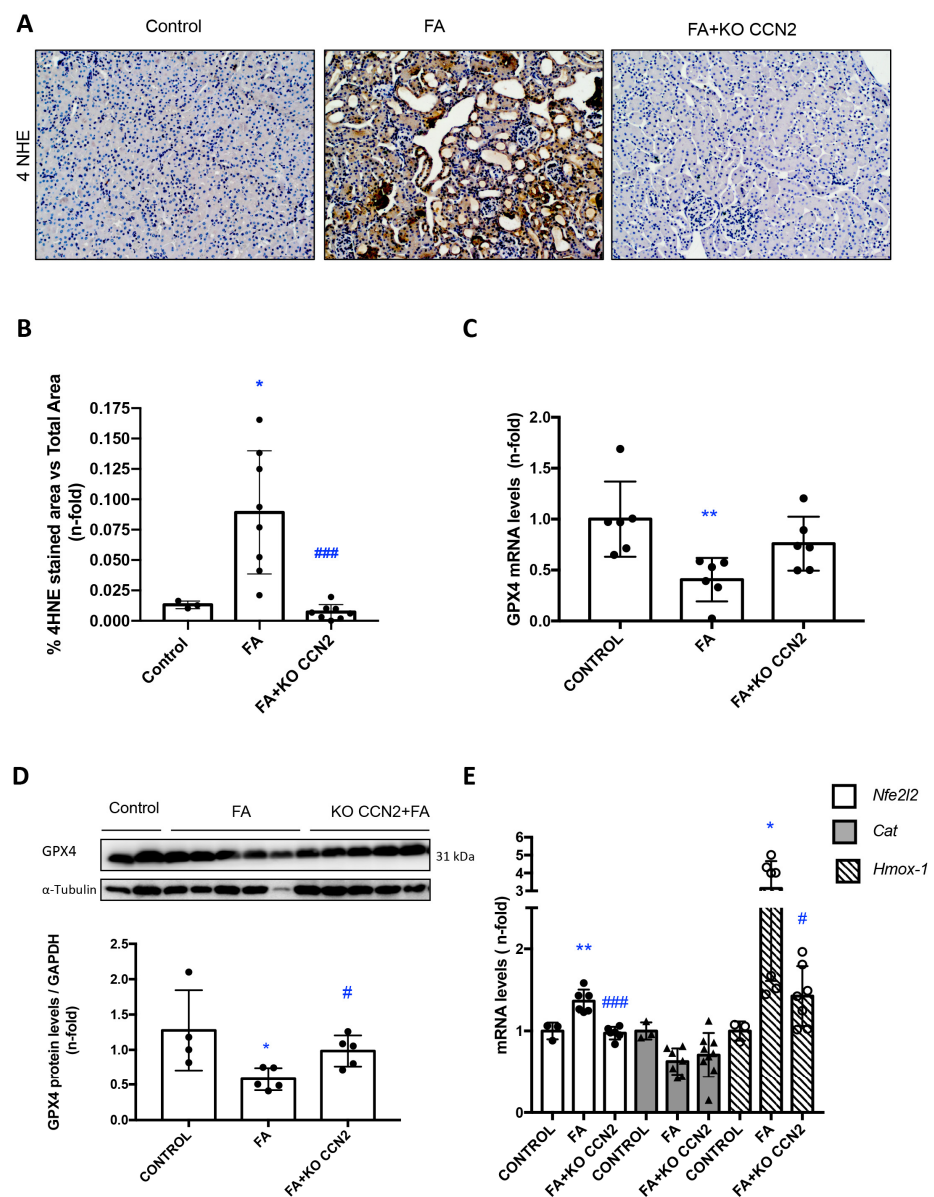 A
Control
FA
FA+KO CCN2
4 NHE
B
% 4HNE stained area vs Total Area
(n-fold)
*
###
0.175
0.150
0.125
0.100
0.075
0.050
0.025
0.000
Control
FA
FA+KO CCN2
C
GPX4 mRNA levels (n-fold)
**
2.0
1.5
1.0
0.5
0.0
CONTROL
FA
FA+KO CCN2
D
Control
FA
KO CCN2+FA
GPX4
31 kDa
α-Tubulin
GPX4 protein levels / GAPDH
(n-fold)
#
*
2.5
2.0
1.5
1.0
0.5
0.0
CONTROL
FA
FA+KO CCN2
E
Nfe2l2
Cat
Hmox-1
mRNA levels ( n-fold)
*
#
**
###
6
5
4
3
2
1
0
CONTROL
FA
FA+KO CCN2
CONTROL
FA
FA+KO CCN2
CONTROL
FA
FA+KO CCN2